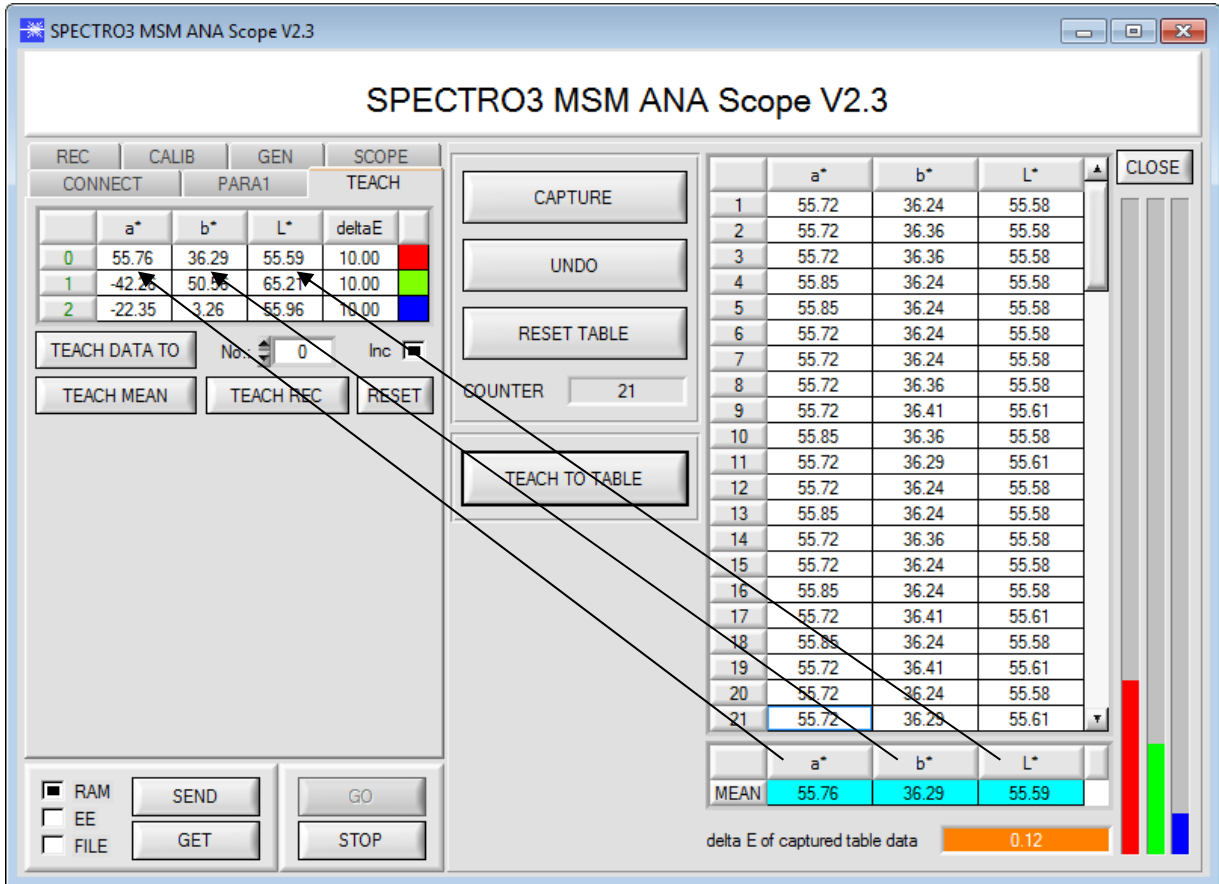 SPECTRO3 MSM ANA Scope V2.3
SPECTRO3 MSM ANA Scope V2.3
REC CALIB GEN SCOPE
CONNECT PARA1 TEACH
a* b* L* deltaE
0 55.76 36.29 55.59 10.00
1 -42.26 50.56 65.21 10.00
2 -22.35 3.26 55.96 10.00
TEACH DATA TO No.: 0 Inc
TEACH MEAN TEACH REC RESET
RAM
EE
FILE
SEND
GET
GO
STOP
CAPTURE
UNDO
RESET TABLE
COUNTER 21
TEACH TO TABLE
a* b* L*
1 55.72 36.24 55.58
2 55.72 36.36 55.58
3 55.72 36.36 55.58
4 55.85 36.24 55.58
5 55.85 36.24 55.58
6 55.72 36.24 55.58
7 55.72 36.24 55.58
8 55.72 36.36 55.58
9 55.72 36.41 55.61
10 55.85 36.36 55.58
11 55.72 36.29 55.61
12 55.72 36.24 55.58
13 55.85 36.24 55.58
14 55.72 36.36 55.58
15 55.72 36.24 55.58
16 55.85 36.24 55.58
17 55.72 36.41 55.61
18 55.85 36.24 55.58
19 55.72 36.41 55.61
20 55.72 36.24 55.58
21 55.72 36.29 55.61
a* b* L*
MEAN 55.76 36.29 55.59
delta E of captured table data 0.12
CLOSE